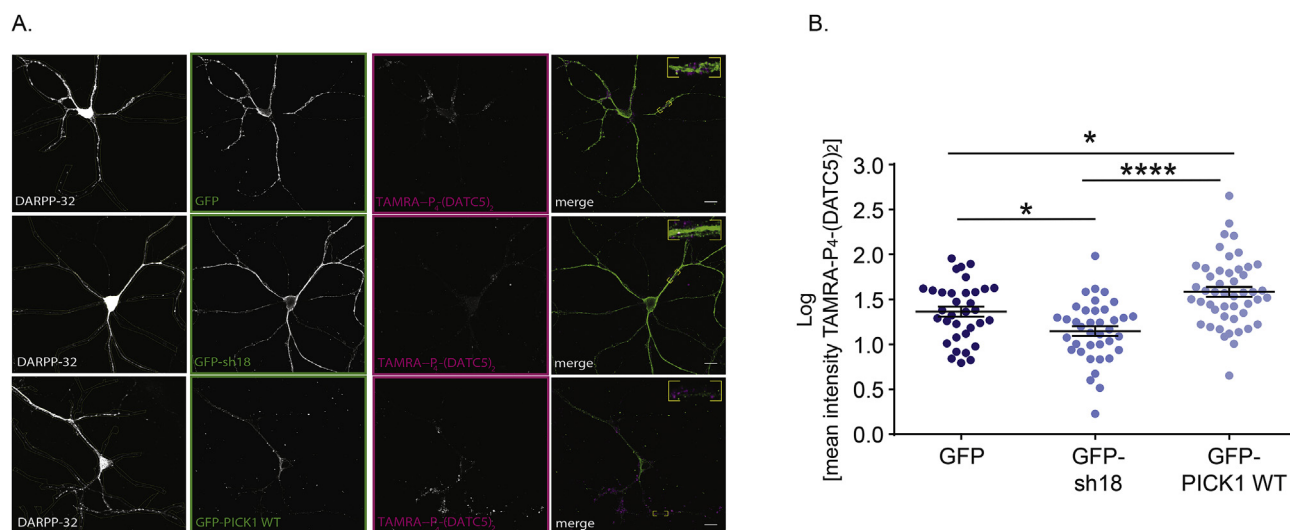 A.
B.
DARPP-32 GFP TAMRA–P₄-(DATC5)₂ merge
DARPP-32 GFP-sh18 TAMRA–P₄-(DATC5)₂ merge
DARPP-32 GFP-PICK1 WT TAMRA–P₄-(DATC5)₂ merge
Log
[mean intensity TAMRA-P₄-(DATC5)₂]
*
****
*
3.0
2.5
2.0
1.5
1.0
0.5
0.0
GFP
GFP-
sh18
GFP-
PICK1 WT